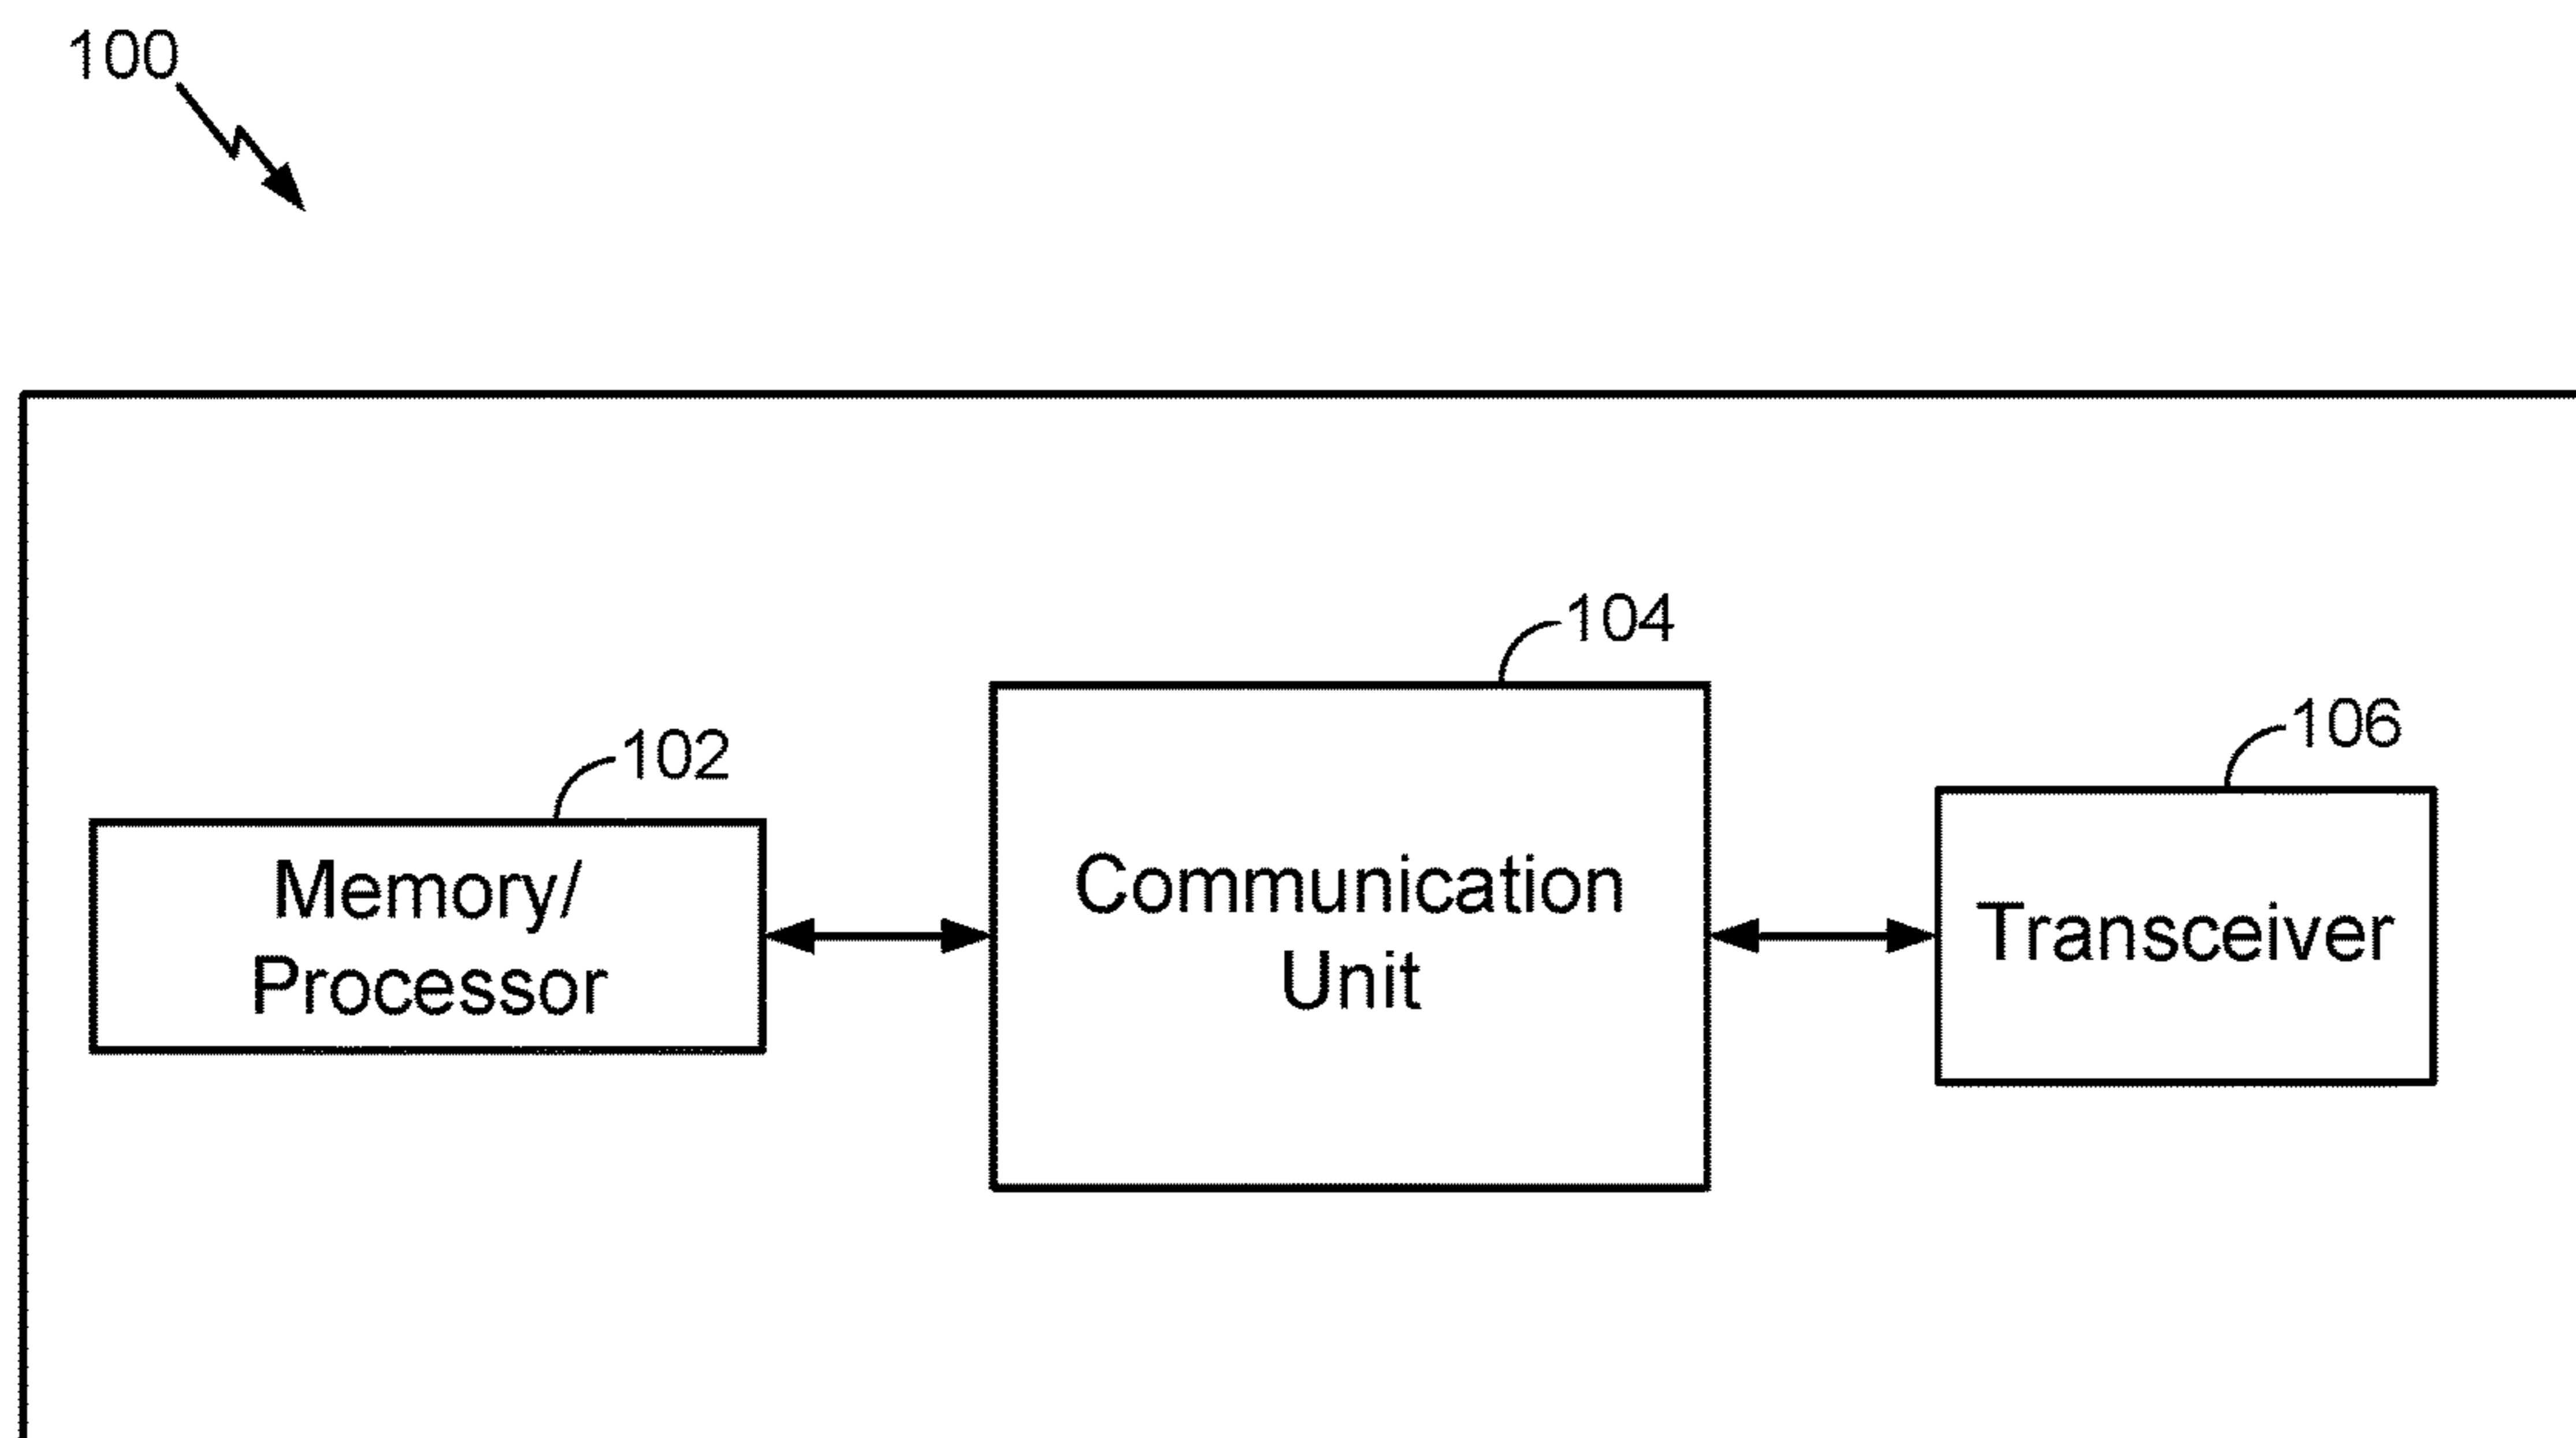 100
104
106
102
Memory/
Processor
Communication
Unit
Transceiver